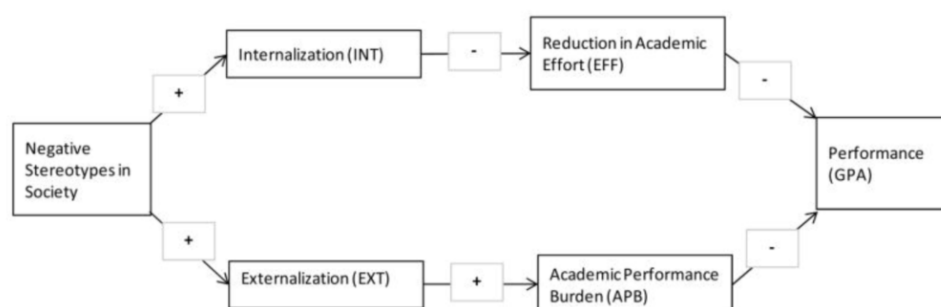 Internalization (INT)
-
Reduction in Academic
Effort (EFF)
+
-
Negative
Stereotypes in
Society
Performance
(GPA)
+
-
Externalization (EXT)
+
Academic Performance
Burden (APB)